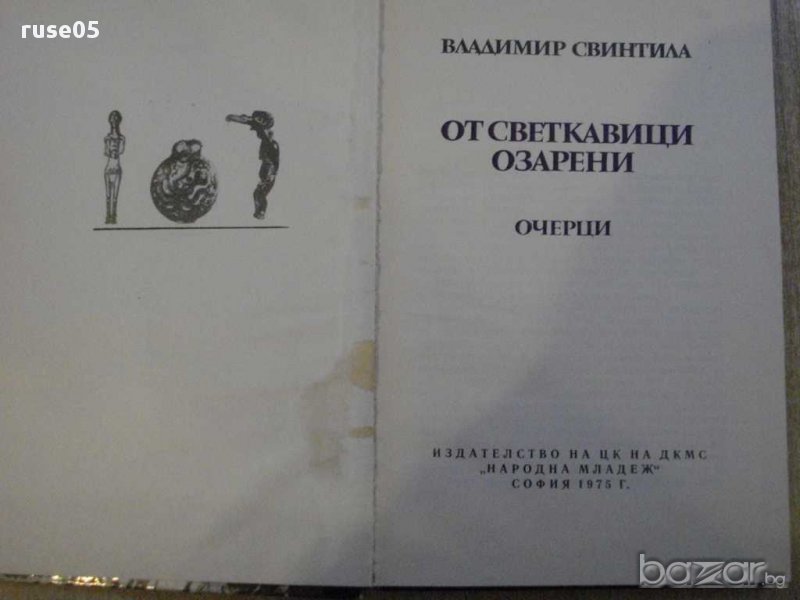 ruse05
ВЛАДИМИР СВИНТИЛА
ОТ СВЕТКАВИЦИ
ОЗАРЕНИ
ОЧЕРЦИ
ИЗДАТЕЛСТВО НА ЦК НА ДКМС
„НАРОДНА МЛАДЕЖ“
СОФИЯ 1975 Г.
bazar.bg